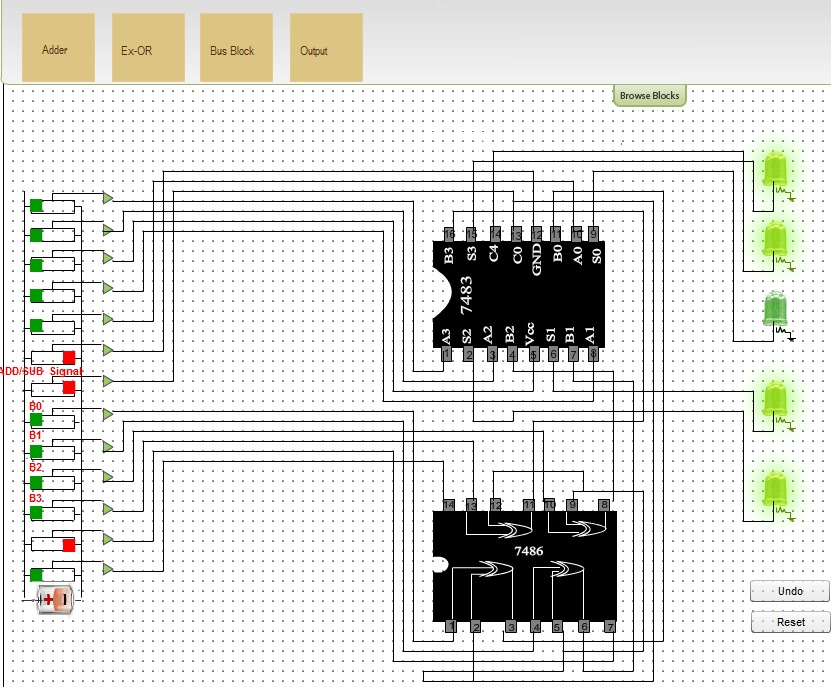 Adder
Ex-OR
Bus Block
Output
Browse Blocks
16 15 14 13 12 11 10 9
B3 S3 C4 C0 GND B0 A0 S0
7483
A3 S2 A2 B2 Vcc S1 B1 A1
1 2 3 4 5 6 7 8
ADD/SUB Signal
B0
B1
B2
B3
14 13 12 11 10 9 8
7486
1 2 3 4 5 6 7
+ -
Undo
Reset